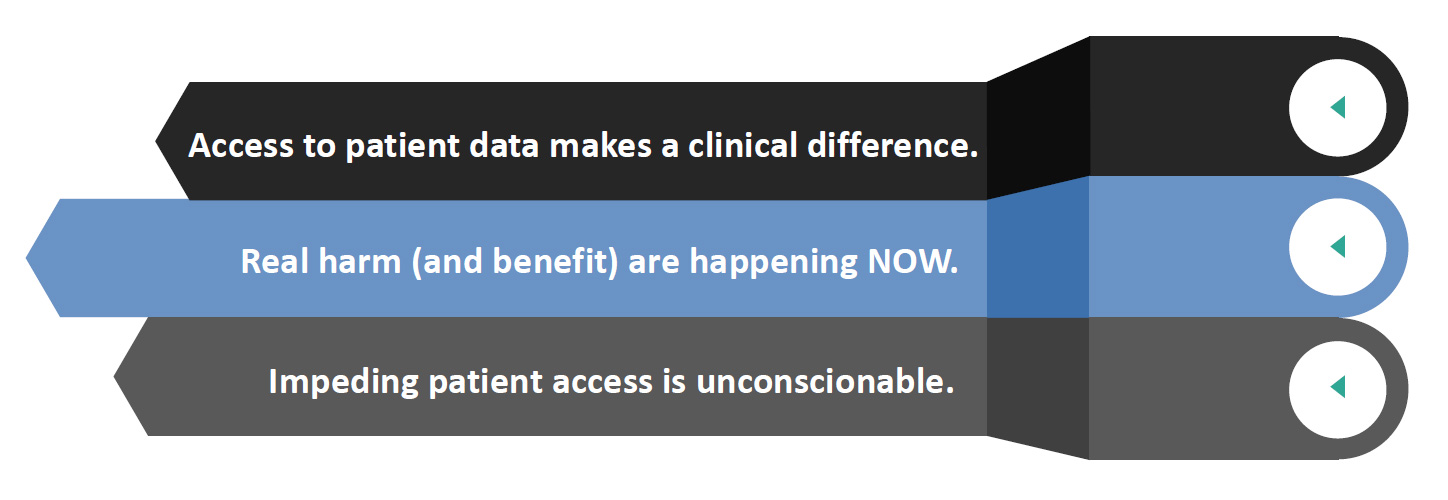 Access to patient data makes a clinical difference.
Real harm (and benefit) are happening NOW.
Impeding patient access is unconscionable.